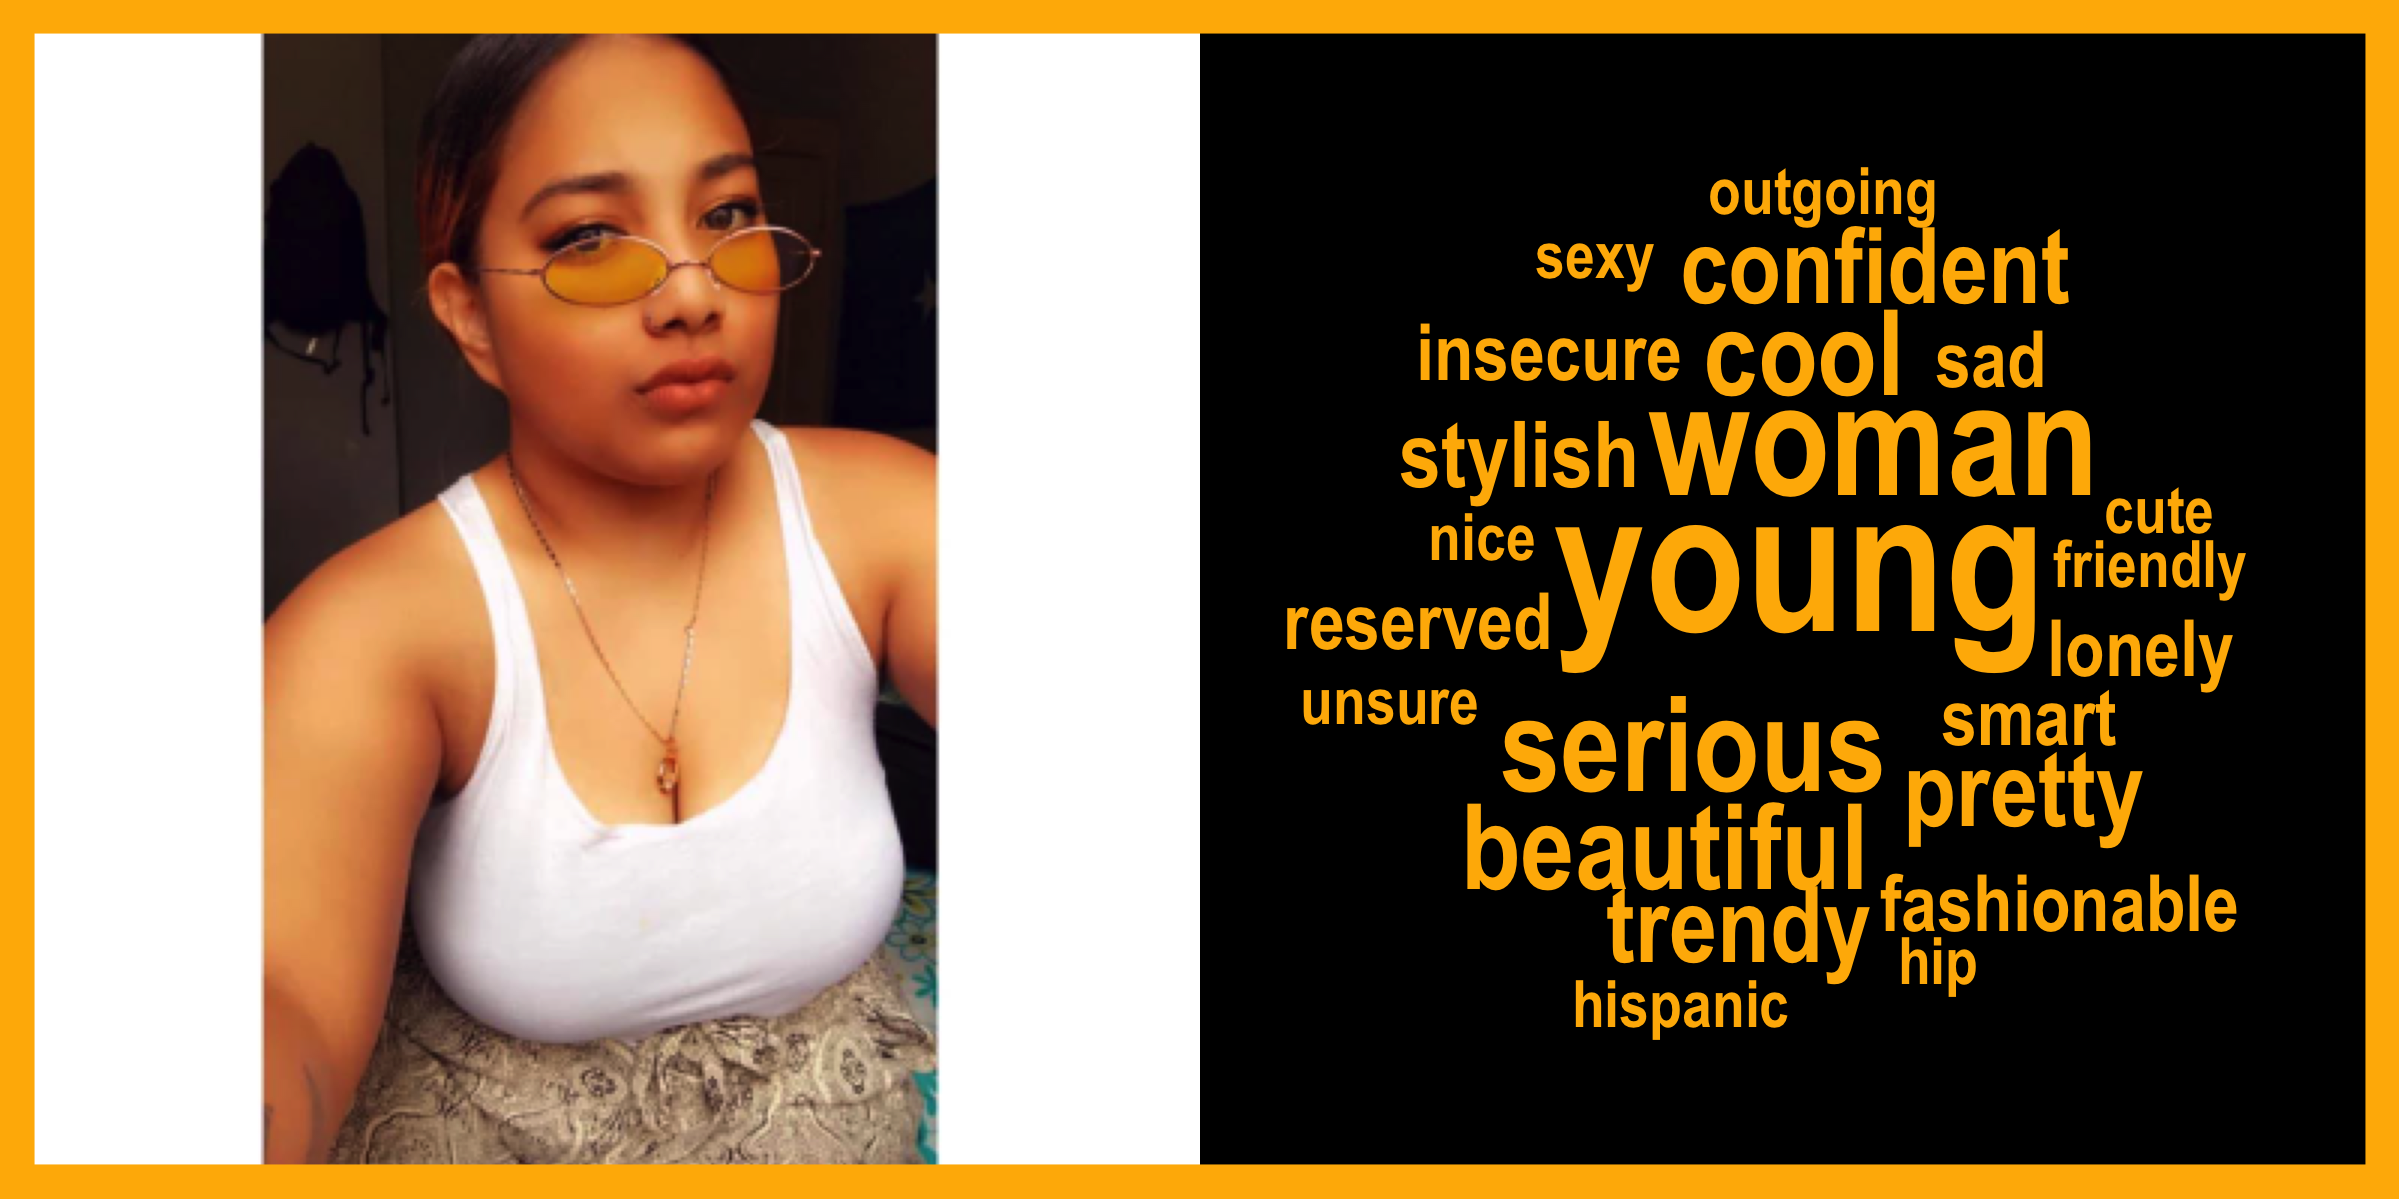 outgoing
sexy confident
insecure cool sad
stylish woman
cute
nice young friendly
reserved lonely
unsure smart
serious pretty
beautiful
trendy fashionable
hip
hispanic